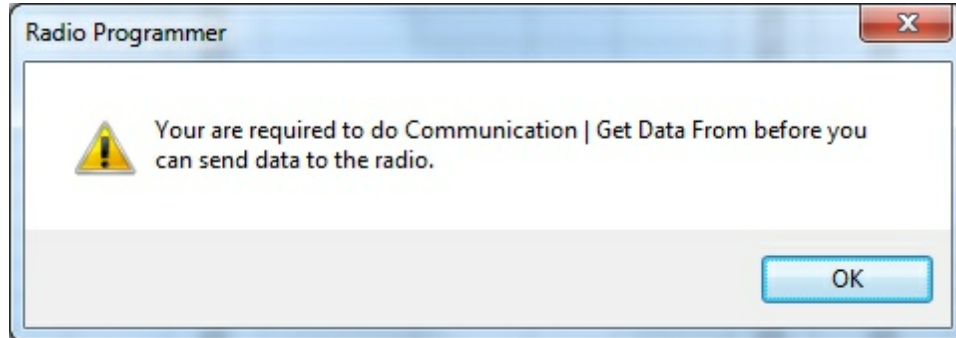 Radio Programmer
Your are required to do Communication | Get Data From before you
can send data to the radio.
OK